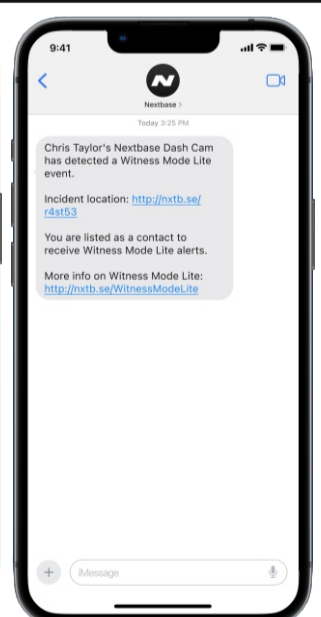 9:41
Nextbase >
Today 3:25 PM
Chris Taylor's Nextbase Dash Cam
has detected a Witness Mode Lite
event.
Incident location: http://nxtb.se/
r4st53
You are listed as a contact to
receive Witness Mode Lite alerts.
More info on Witness Mode Lite:
http://nxtb.se/WitnessModeLite
iMessage